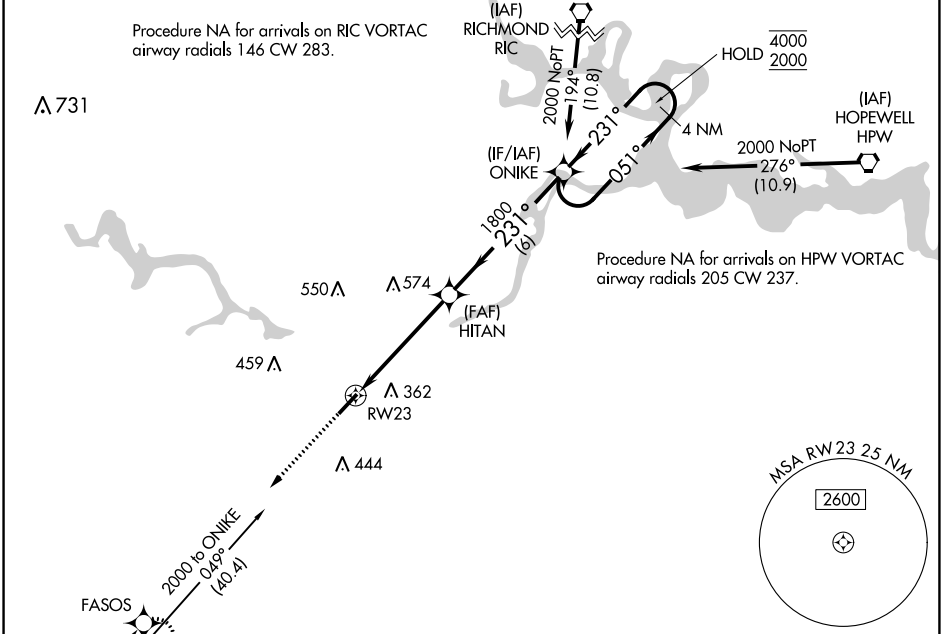 (IAF)
RICHMOND
RIC
Procedure NA for arrivals on RIC VORTAC
airway radials 146 CW 283.
2000 NoPT
194°
(10.8)
HOLD 4000
2000
731
4 NM
231°
051°
(IAF)
HOPEWELL
HPW
2000 NoPT
276°
(10.9)
(IF/IAF)
ONIKE
1800
231°
(6)
Procedure NA for arrivals on HPW VORTAC
airway radials 205 CW 237.
550
574
(FAF)
HITAN
459
362
RW23
444
MSA RW23 25 NM
2600
2000 to ONIKE
049°
(40.4)
FASOS